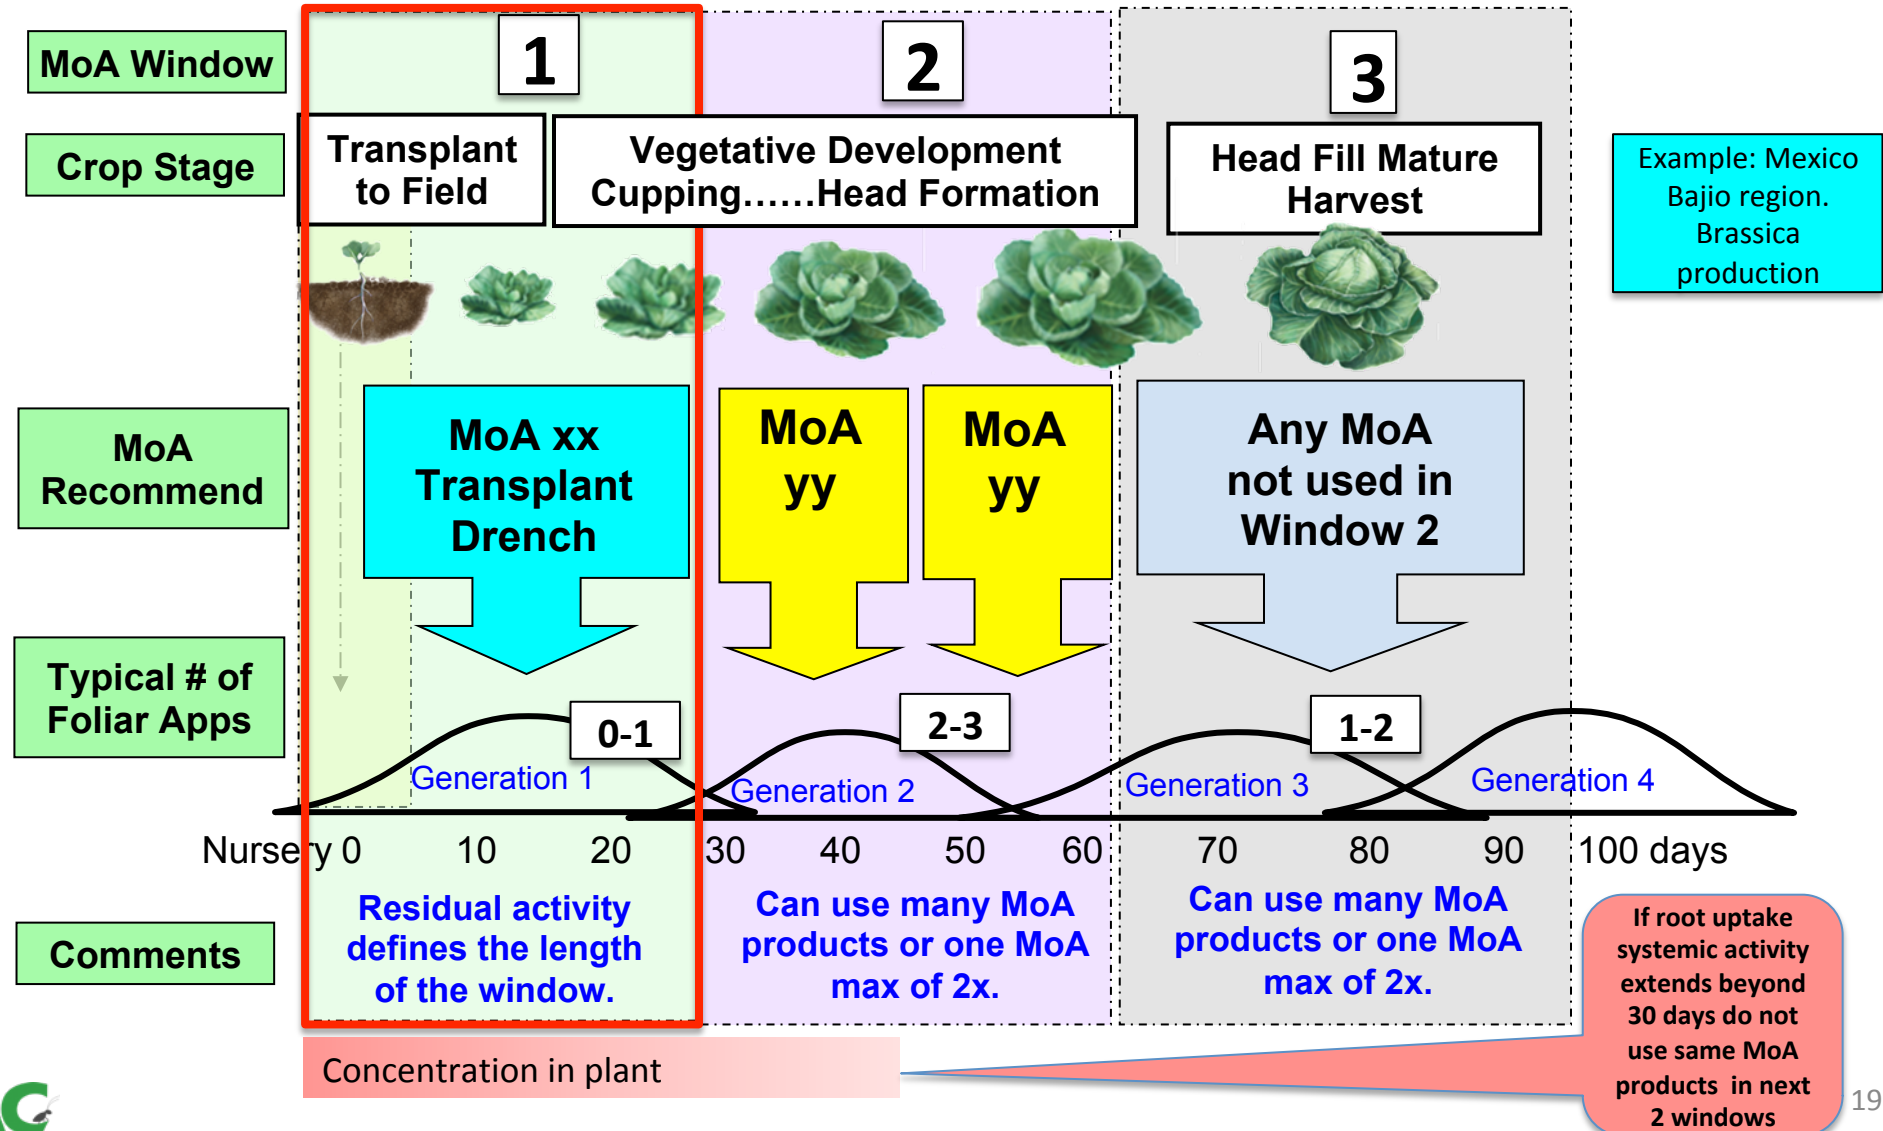 MoA Window
1
2
3
Crop Stage
Transplant
to Field
Vegetative Development
Cupping......Head Formation
Head Fill Mature
Harvest
Example: Mexico
Bajio region.
Brassica
production
MoA
Recommend
MoA xx
Transplant
Drench
MoA
yy
MoA
yy
Any MoA
not used in
Window 2
Typical # of
Foliar Apps
0-1
2-3
1-2
Generation 1
Generation 2
Generation 3
Generation 4
Nursery 0 10 20 30 40 50 60 70 80 90 100 days
Comments
Residual activity
defines the length
of the window.
Can use many MoA
products or one MoA
max of 2x.
Can use many MoA
products or one MoA
max of 2x.
If root uptake
systemic activity
extends beyond
30 days do not
use same MoA
products in next
2 windows
Concentration in plant
19